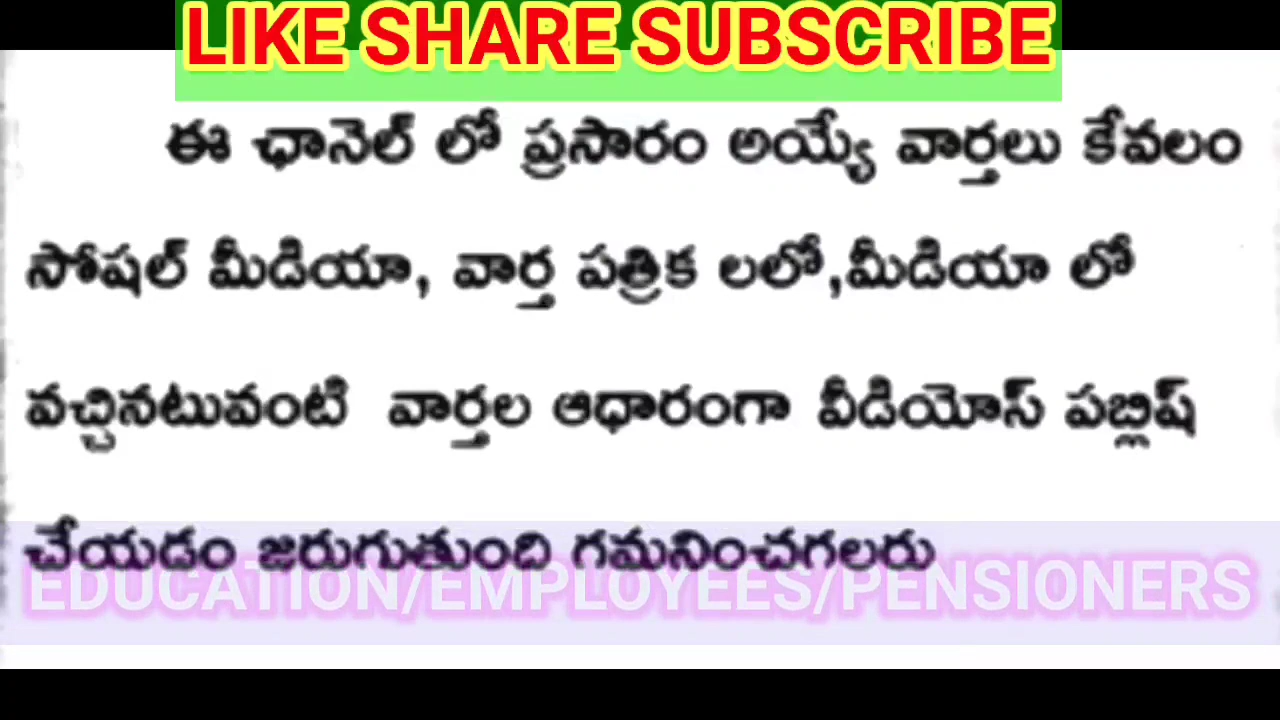 LIKE SHARE SUBSCRIBE
ఈ ఛానెల్ లో ప్రసారం అయ్యే వార్తలు కేవలం
సోషల్ మీడియా, వార్త పత్రిక లలో,మీడియా లో
వచ్చినటువంటి వార్తల ఆధారంగా వీడియోస్ పబ్లిష్
చేయడం జరుగుతుంది గమనించగలరు
EDUCATION/EMPLOYEES/PENSIONERS